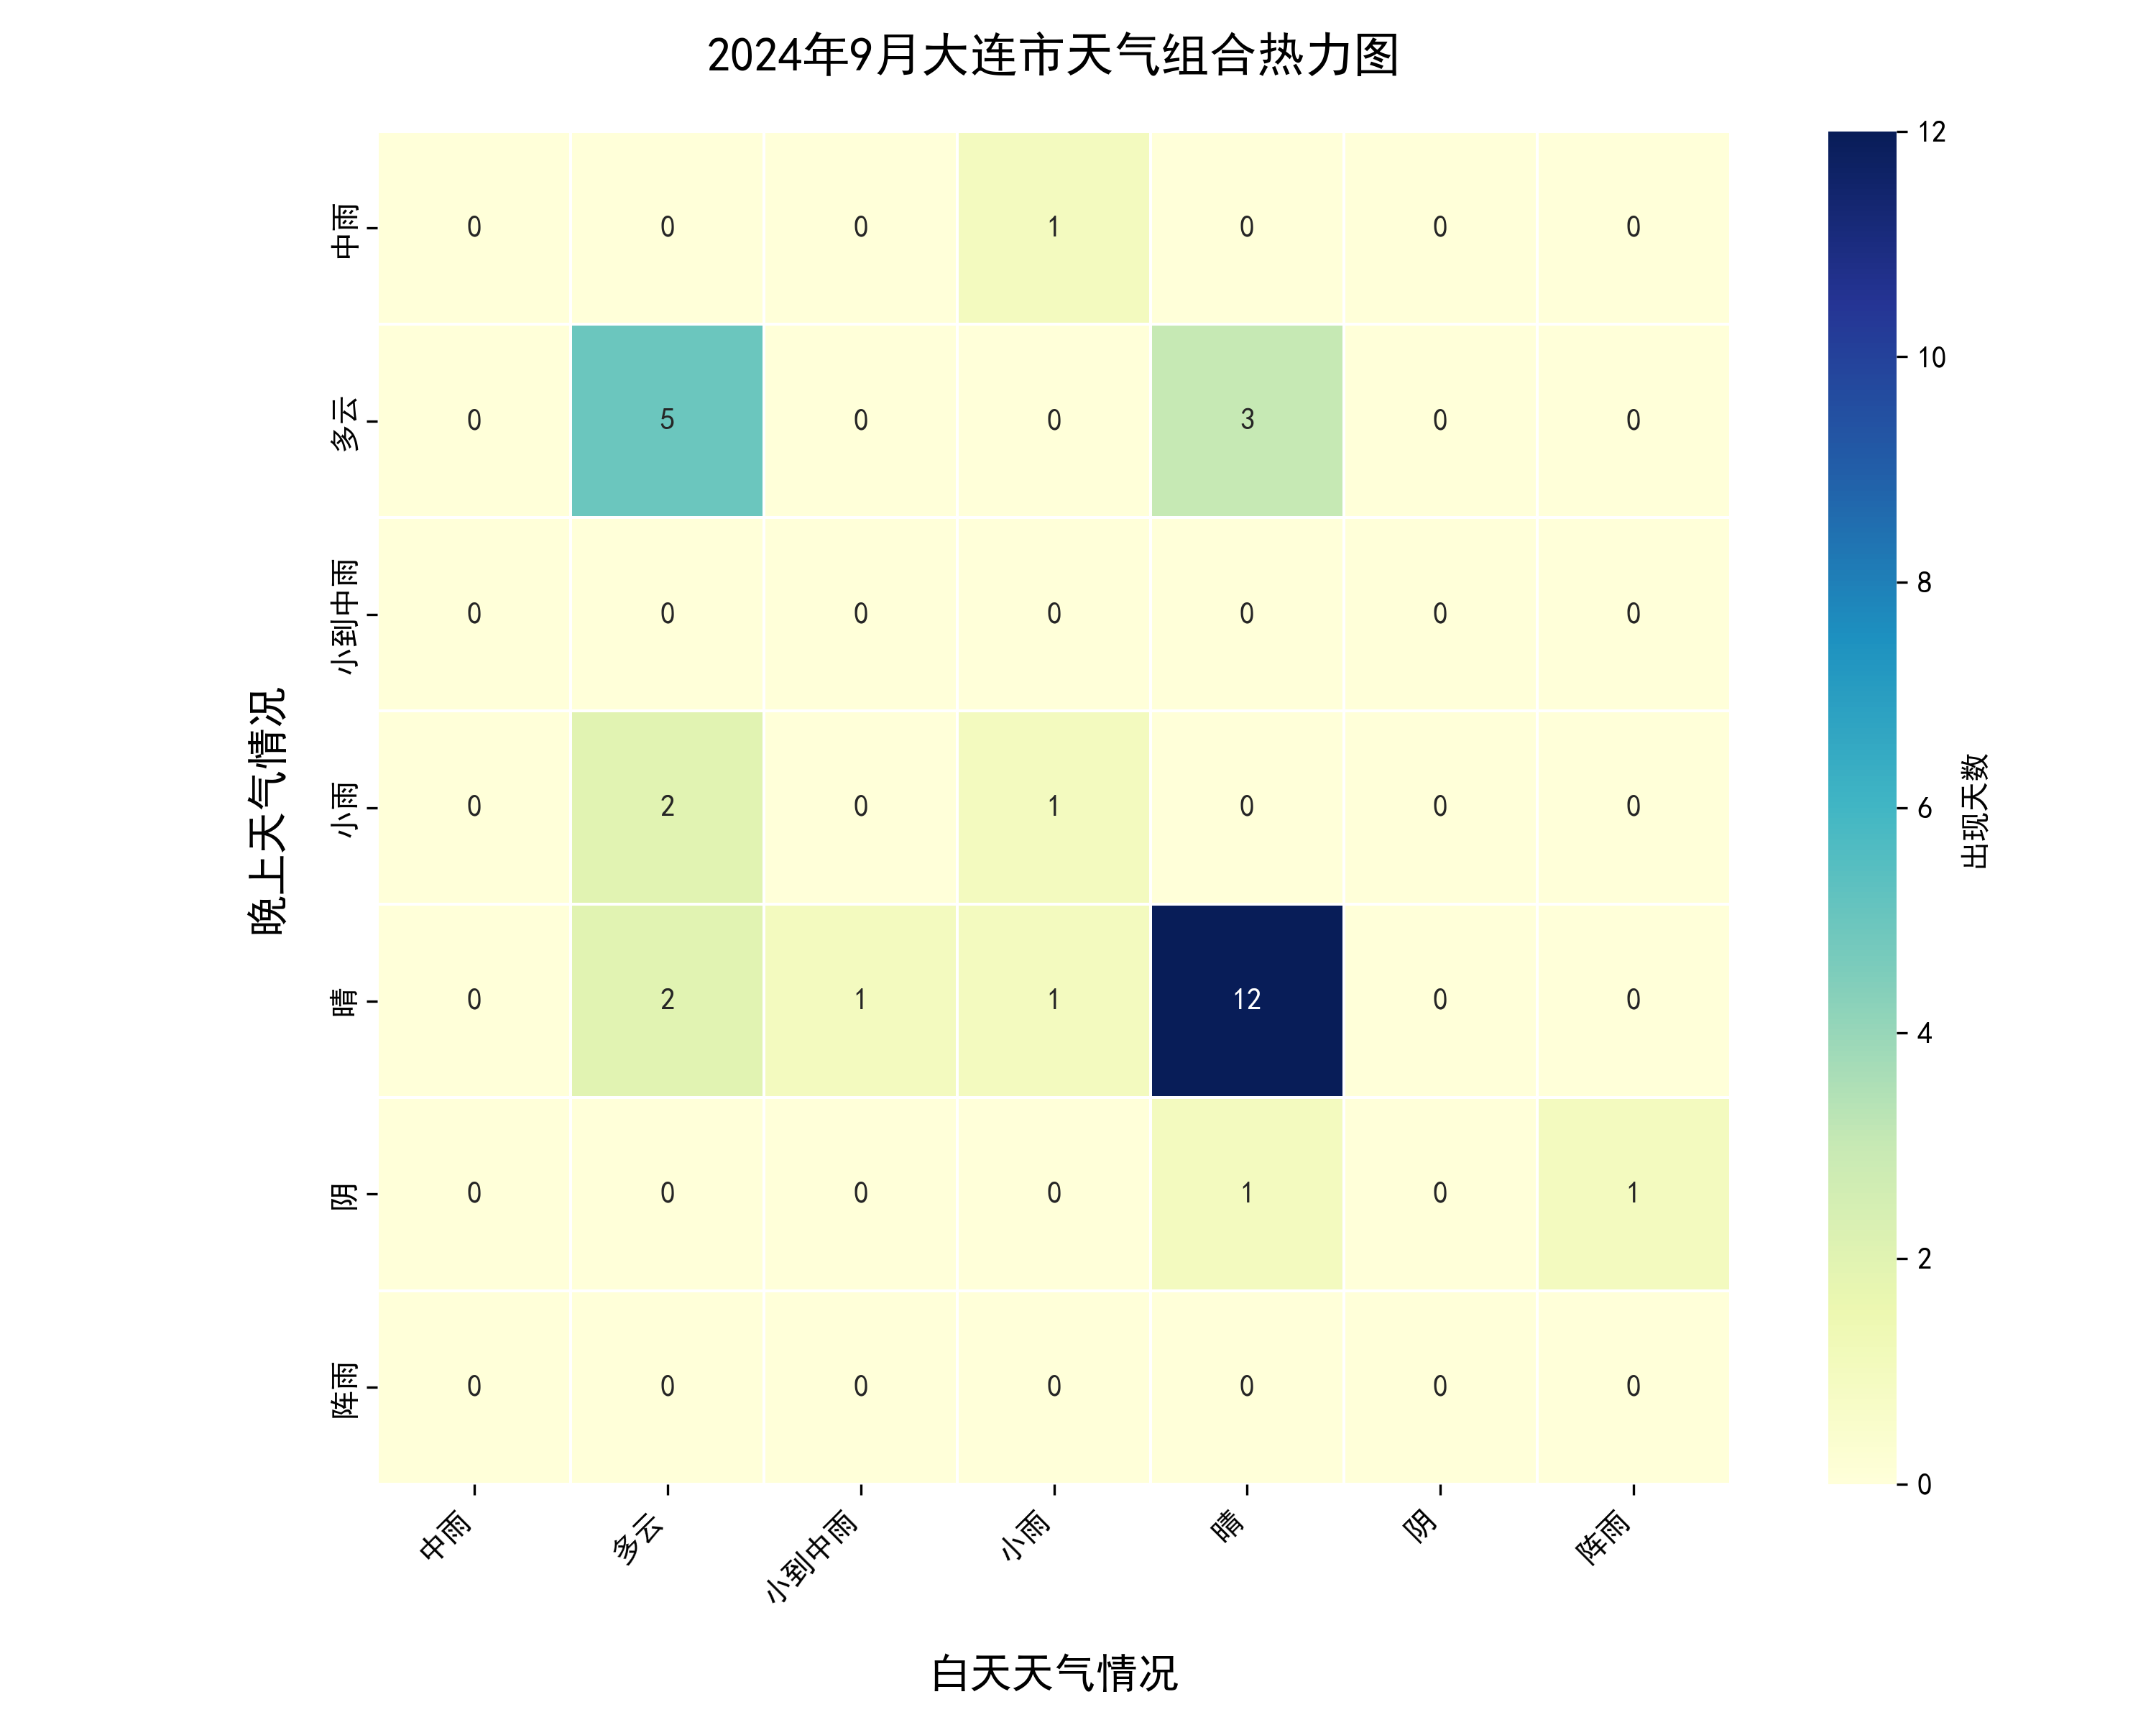 2024年9月大连市天气组合热力图
中雨 0 0 0 1 0 0 0
多云 0 5 0 0 3 0 0
小到中雨 0 0 0 0 0 0 0
小雨 0 2 0 1 0 0 0
晴 0 2 1 1 12 0 0
阴 0 0 0 0 1 0 1
阵雨 0 0 0 0 0 0 0
晚上天气情况
中雨 多云 小到中雨 小雨 晴 阴 阵雨
白天天气情况
12
10
8
6
4
2
0
出现天数